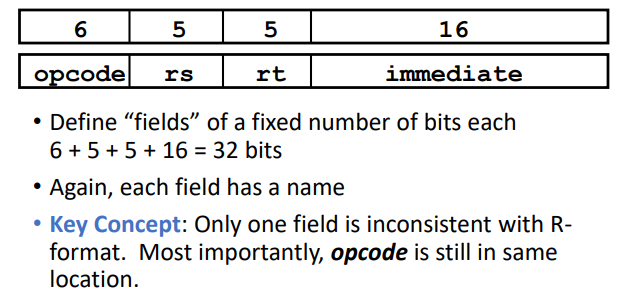 6 5 5 16
opcode rs rt immediate
• Define “fields” of a fixed number of bits each
6 + 5 + 5 + 16 = 32 bits
• Again, each field has a name
• Key Concept: Only one field is inconsistent with R-
format. Most importantly, opcode is still in same
location.